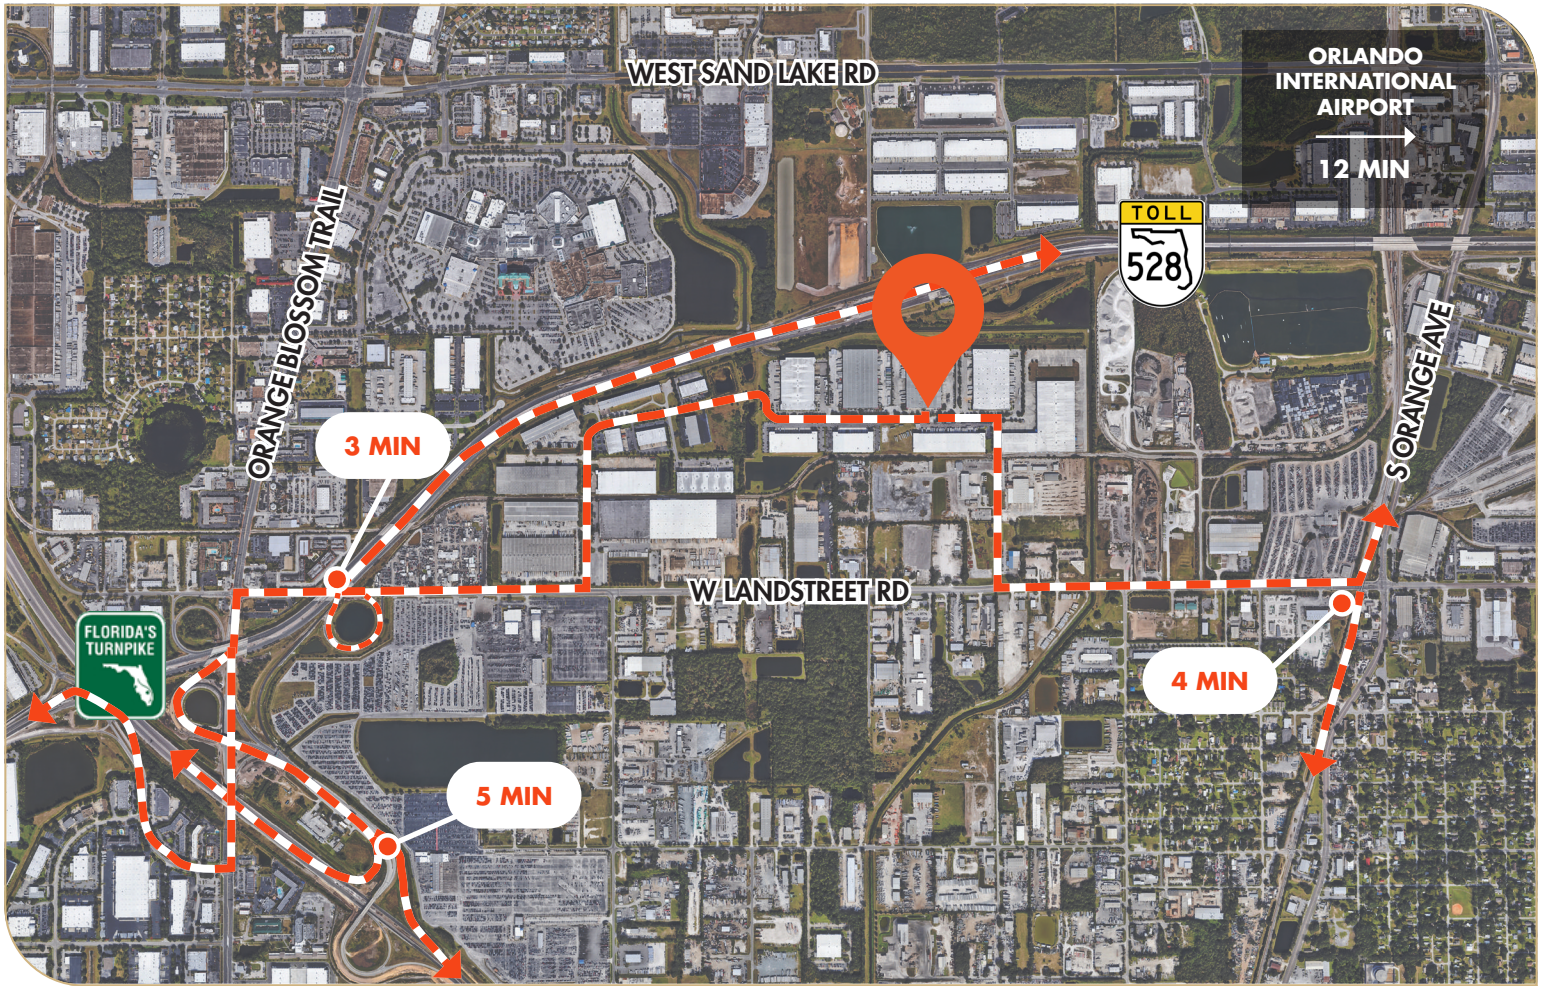 WEST SAND LAKE RD
ORLANDO
INTERNATIONAL
AIRPORT
12 MIN
TOLL
528
ORANGE BLOSSOM TRAIL
S ORANGE AVE
3 MIN
W LANDSTREET RD
FLORIDA'S
TURNPIKE
4 MIN
5 MIN